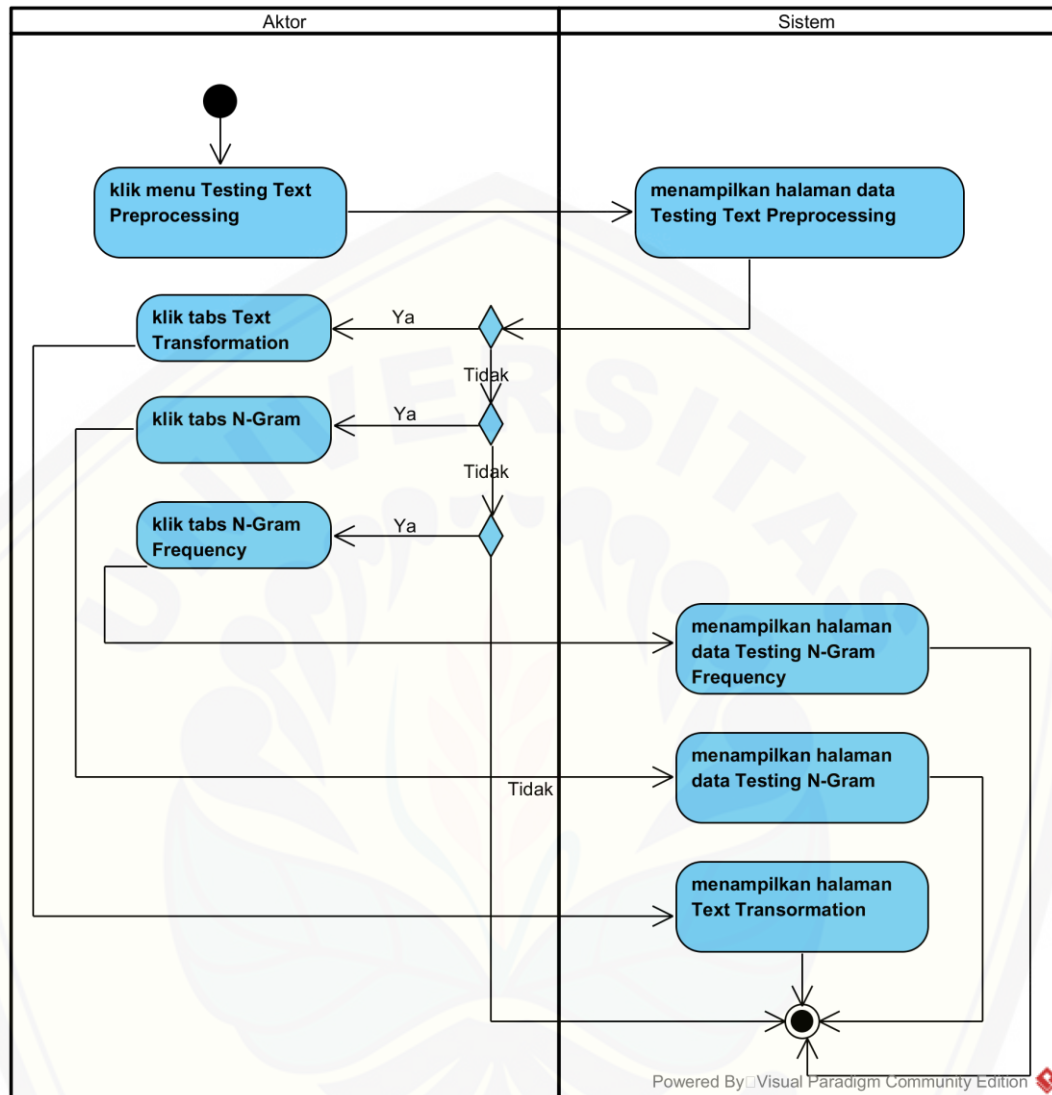 Aktor
Sistem
klik menu Testing Text
Preprocessing
menampilkan halaman data
Testing Text Preprocessing
klik tabs Text
Transformation
Ya
Tidak
klik tabs N-Gram
Ya
Tidak
klik tabs N-Gram
Frequency
Ya
menampilkan halaman
data Testing N-Gram
Frequency
menampilkan halaman
data Testing N-Gram
Tidak
menampilkan halaman
Text Transormation
UNIVERSITAS
Powered By Visual Paradigm Community Edition